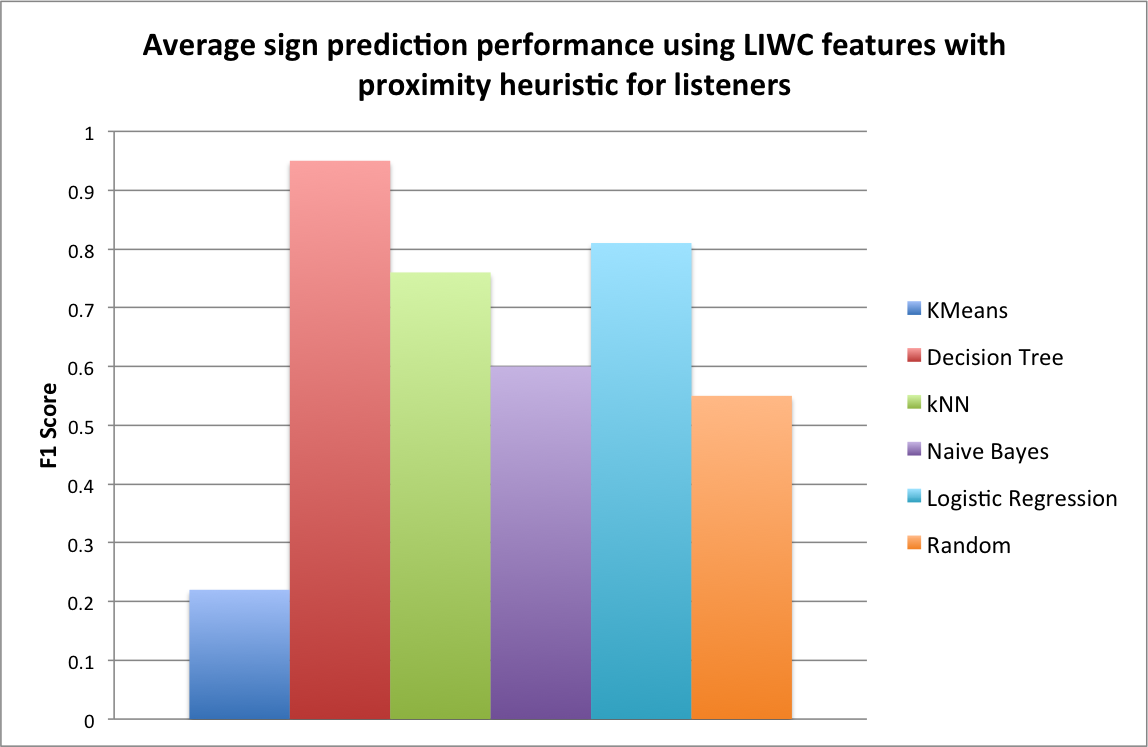 Average sign prediction performance using LIWC features with
proximity heuristic for listeners
1
0.9
0.8
0.7
0.6
0.5
0.4
0.3
0.2
0.1
0
F1 Score
KMeans
Decision Tree
kNN
Naive Bayes
Logistic Regression
Random